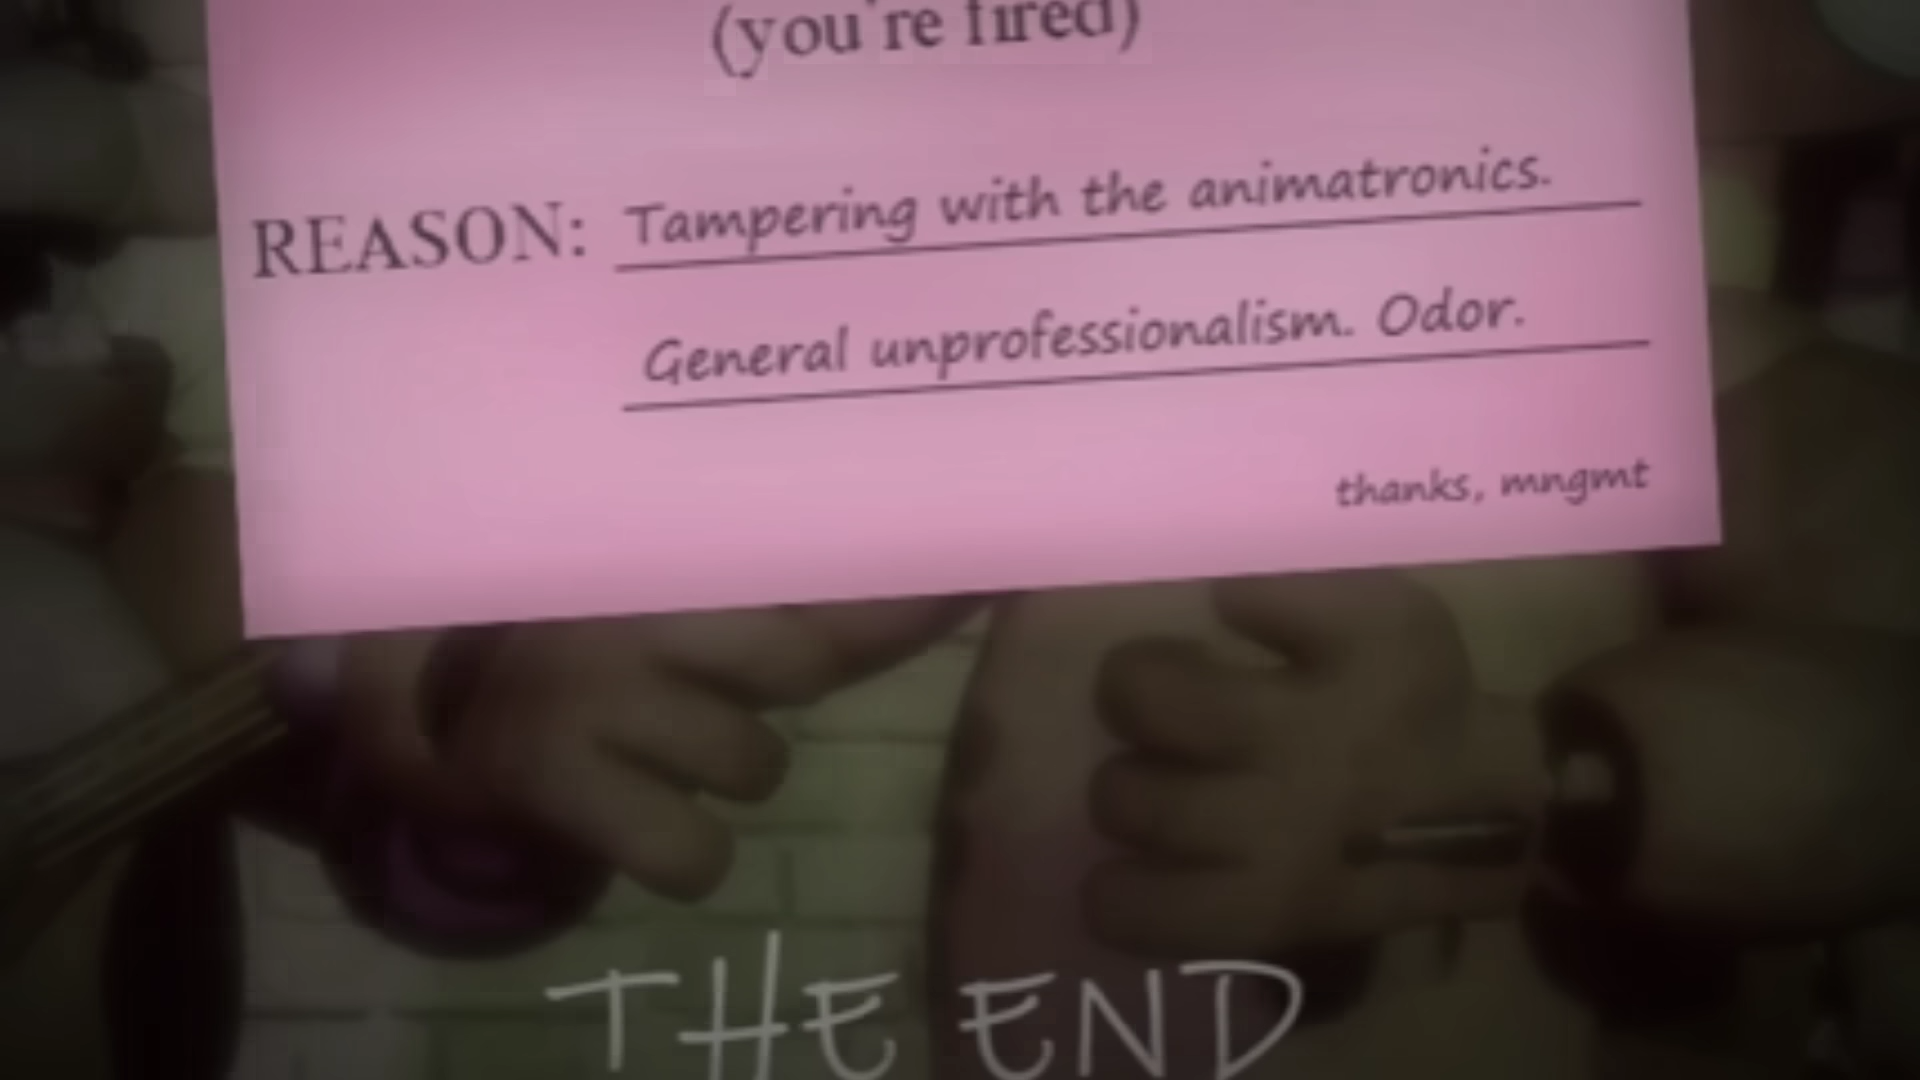 (you're fired)
REASON: Tampering with the animatronics.
General unprofessionalism. Odor.
thanks, mngmt
THE END